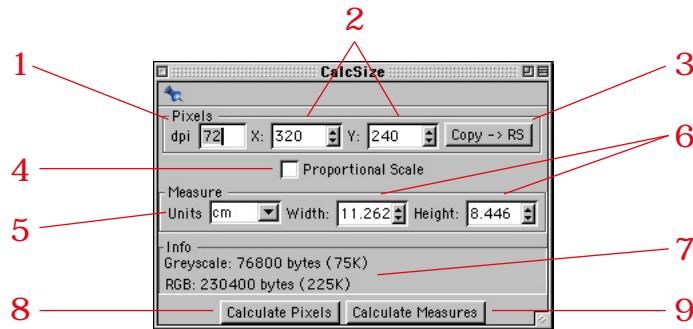 2
1
3
CalcSize
Pixels
dpi 72 X: 320 Y: 240 Copy -> RS
4
Proportional Scale
6
Measure
5
Units cm Width: 11.262 Height: 8.446
Info
Greyscale: 76800 bytes (75K)
7
RGB: 230400 bytes (225K)
8
Calculate Pixels Calculate Measures
9